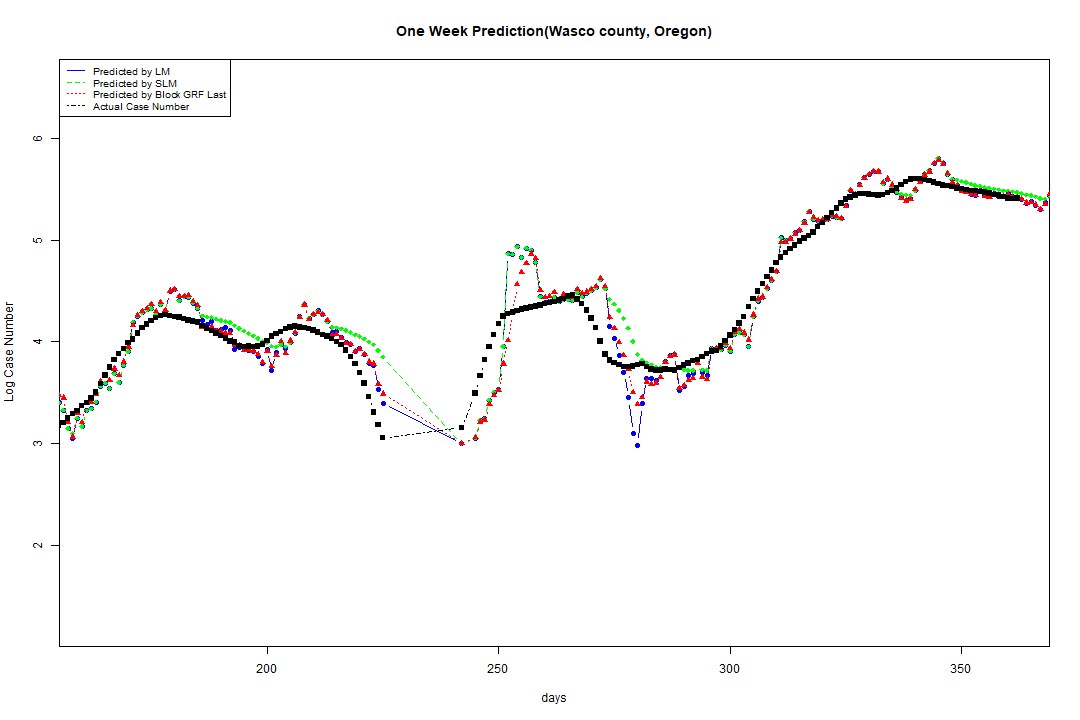 One Week Prediction(Wasco county, Oregon)
Predicted by LM
Predicted by SLM
Predicted by Block GRF Last
Actual Case Number
6
5
4
3
2
Log Case Number
200
250
300
350
days